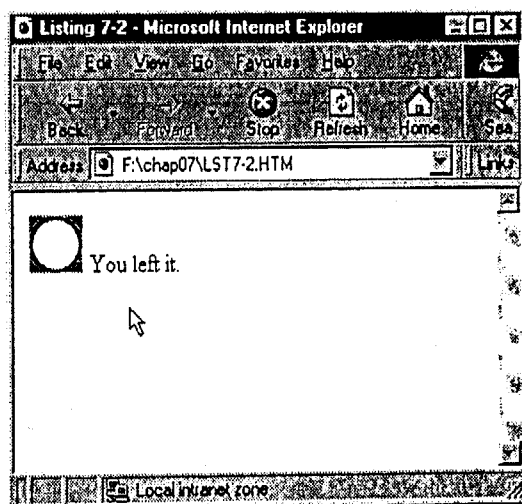 Listing 7-2 - Microsoft Internet Explorer
File Edit View Go Favorites Help
Back Forward Stop Refresh Home Sea
Address F:\chap07\LST7-2.HTM Links
You left it.
Local intranet zone